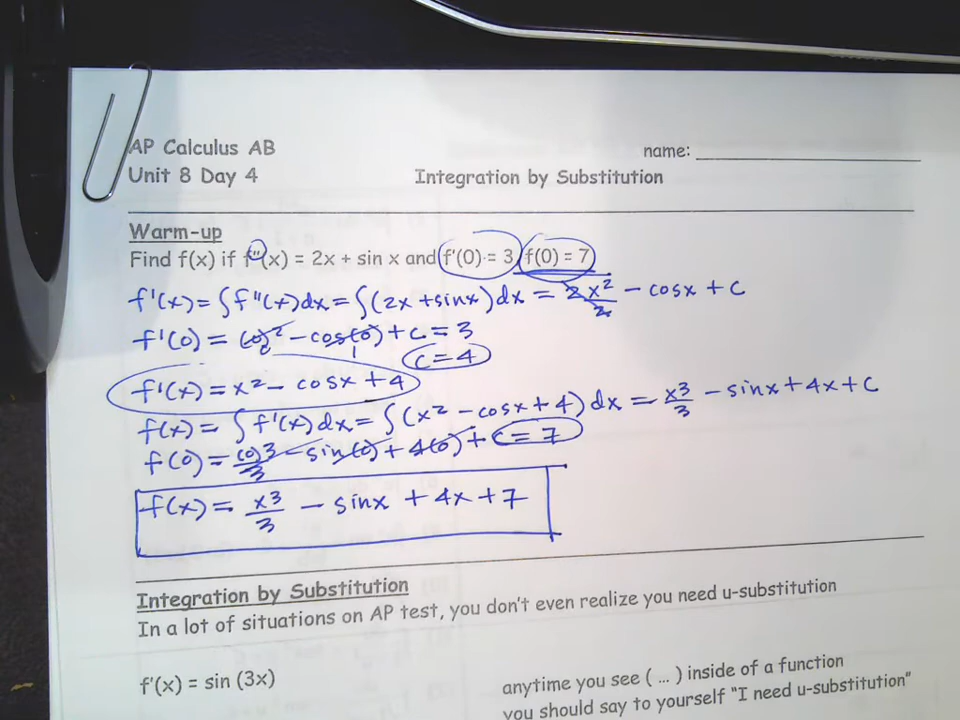 AP Calculus AB
name:
Unit 8 Day 4
Integration by Substitution
Warm-up
Find f(x) if f"(x) = 2x + sin x and f'(0) = 3, f(0) = 7
f'(x) = ∫f"(x)dx = ∫(2x + sinx)dx = 2x²/2 - cosx + C
f'(0) = (0)² - cos(0) + C = 3
0 1 C = 4
f'(x) = x² - cosx + 4
f(x) = ∫f'(x)dx = ∫(x² - cosx + 4)dx = x³/3 - sinx + 4x + C
f(0) = (0)³/3 - sin(0) + 4(0) + C = 7
f(x) = x³/3 - sinx + 4x + 7
Integration by Substitution
In a lot of situations on AP test, you don't even realize you need u-substitution
f'(x) = sin (3x)
anytime you see ( ... ) inside of a function
you should say to yourself "I need u-substitution"